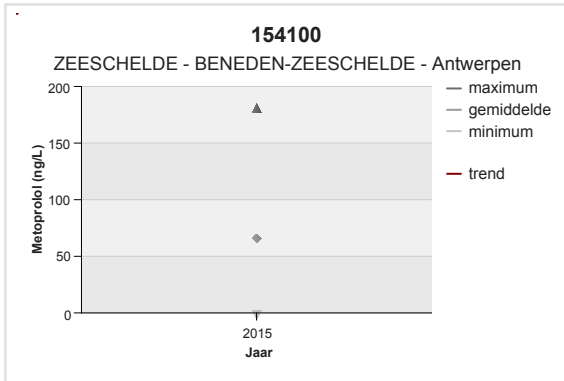 154100
ZEESCHELDE - BENEDEN-ZEESCHELDE - Antwerpen
200
150
100
50
0
Metoprolol (ng/L)
2015
Jaar
maximum
gemiddelde
minimum
trend